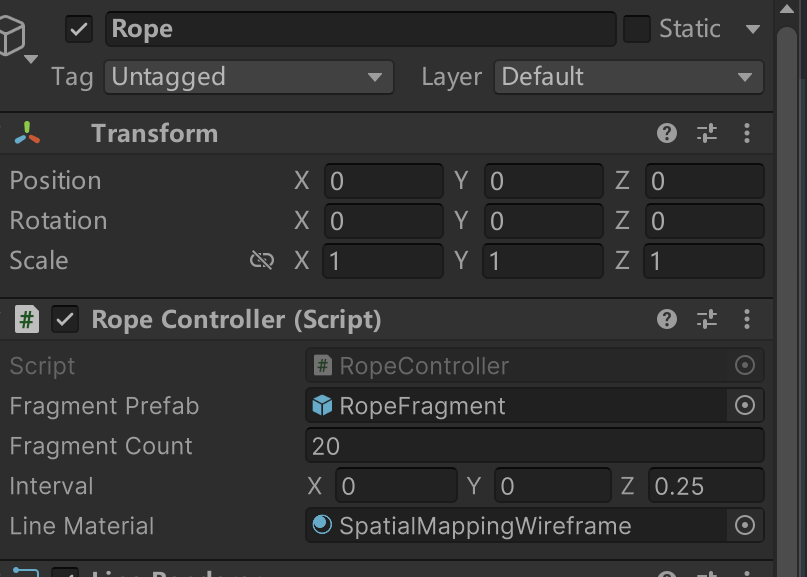 Rope Static
Tag Untagged Layer Default
Transform
Position X 0 Y 0 Z 0
Rotation X 0 Y 0 Z 0
Scale X 1 Y 1 Z 1
# Rope Controller (Script)
Script # RopeController
Fragment Prefab RopeFragment
Fragment Count 20
Interval X 0 Y 0 Z 0.25
Line Material SpatialMappingWireframe
Line Renderer